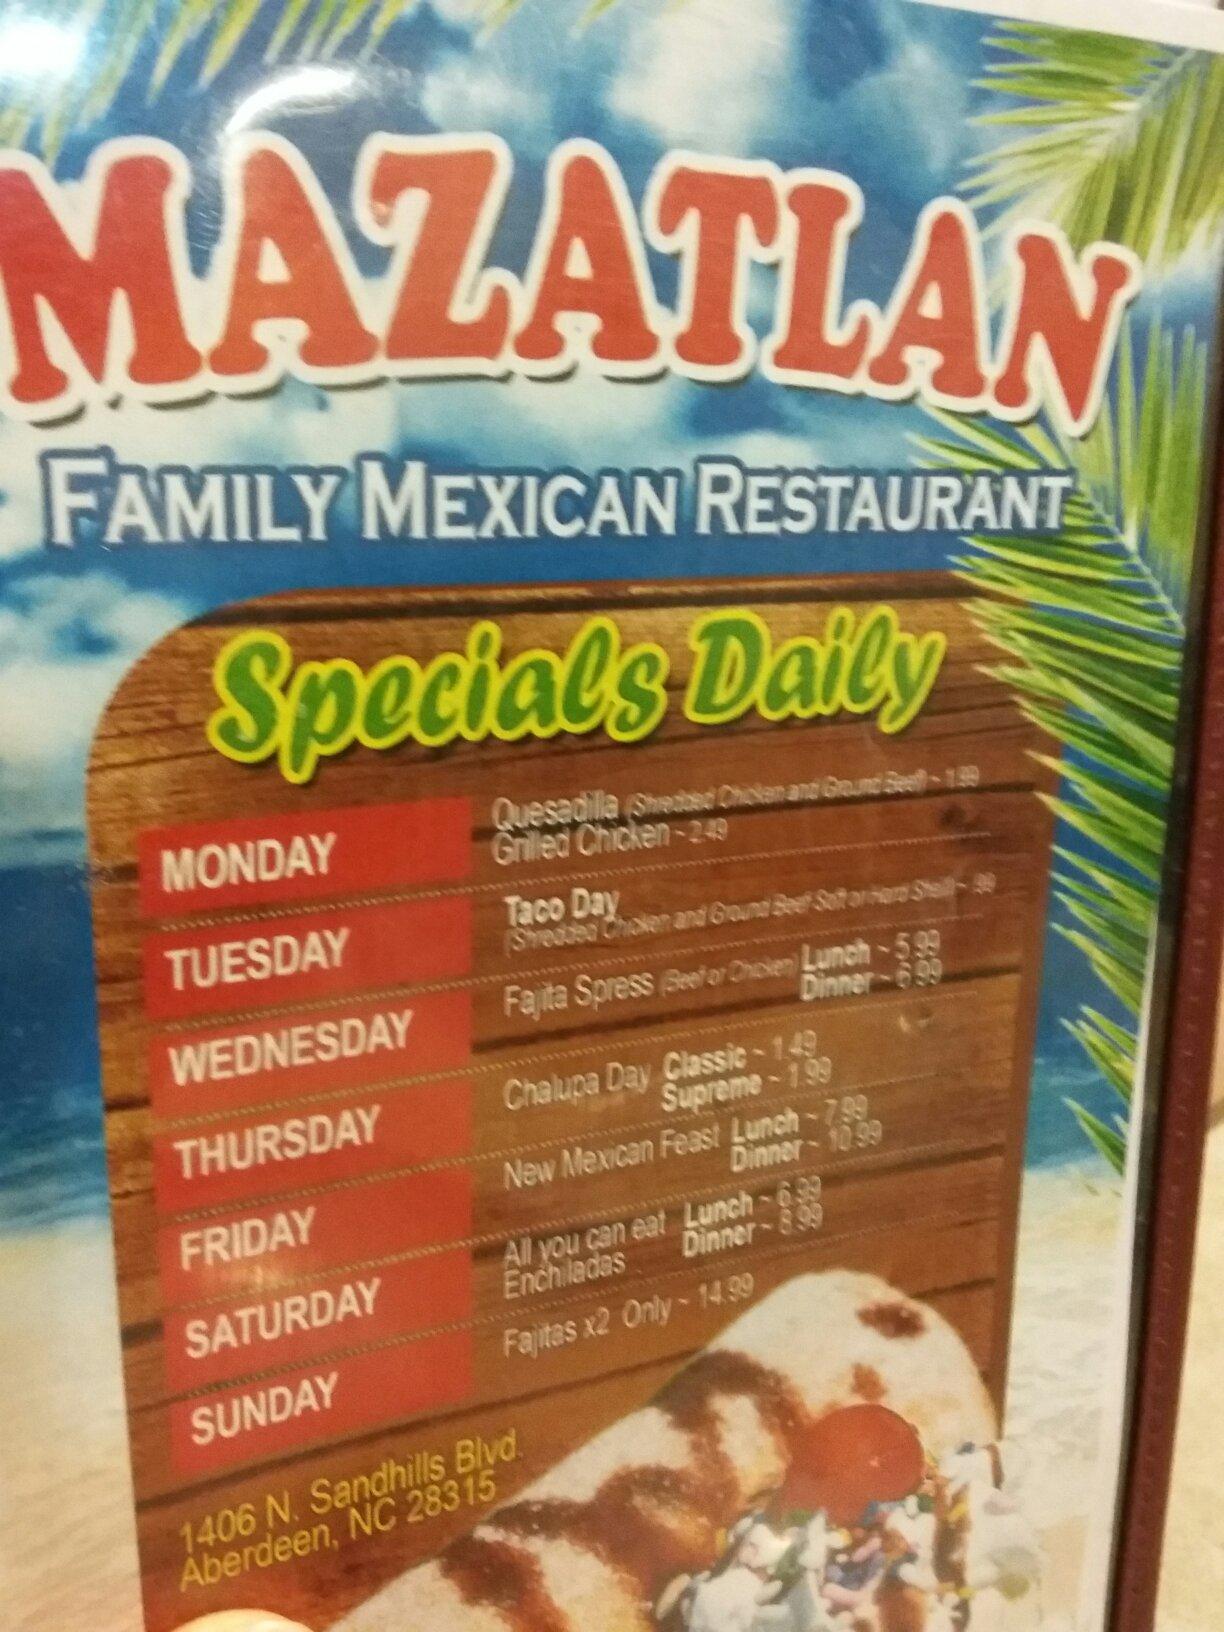 MAZATLAN
FAMILY MEXICAN RESTAURANT
Specials Daily
MONDAY
Quesadilla (Shredded Chicken and Ground Beef) ~ 1.99
Grilled Chicken ~ 2.49
TUESDAY
Taco Day
(Shredded Chicken and Ground Beef Soft or Hard Shell) ~ .99
WEDNESDAY
Fajita Spress (Beef or Chicken) Lunch ~ 5.99
Dinner ~ 6.99
THURSDAY
Chalupa Day Classic ~ 1.49
Supreme ~ 1.99
FRIDAY
New Mexican Feast Lunch ~ 7.99
Dinner ~ 10.99
SATURDAY
All you can eat Lunch ~ 6.99
Enchiladas Dinner ~ 8.99
SUNDAY
Fajitas x2 Only ~ 14.99
1406 N. Sandhills Blvd.
Aberdeen, NC 28315